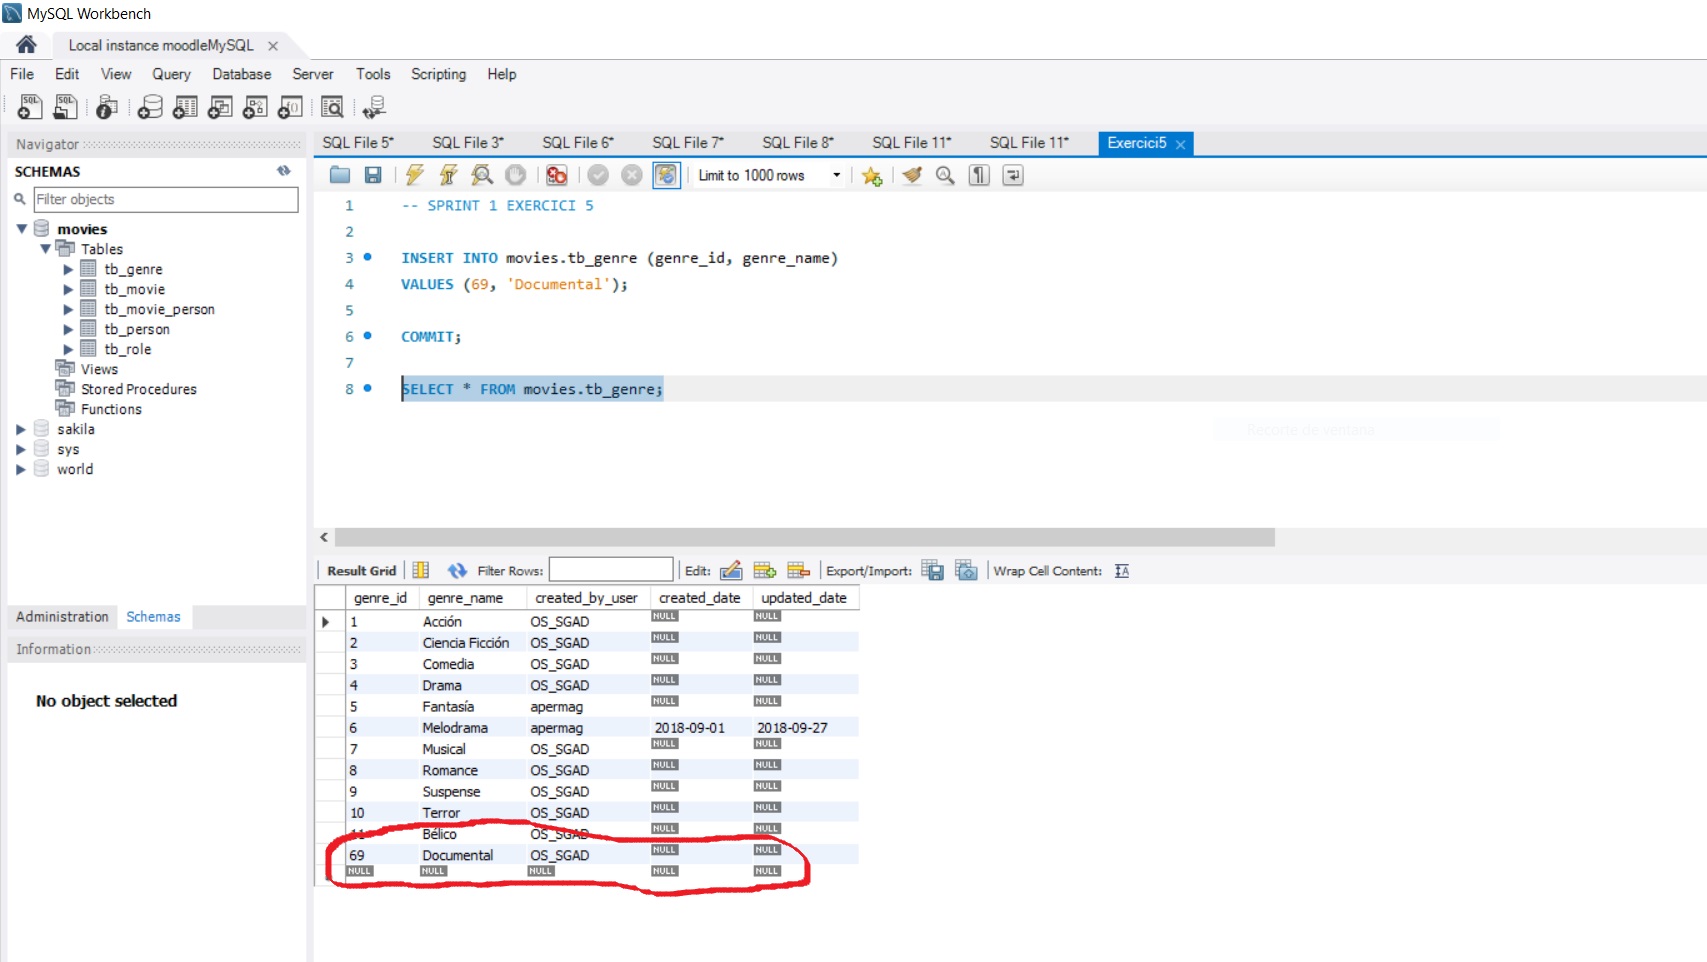 MySQL Workbench
Local instance moodleMySQL
File Edit View Query Database Server Tools Scripting Help
Navigator
SCHEMAS
Filter objects
movies
Tables
tb_genre
tb_movie
tb_movie_person
tb_person
tb_role
Views
Stored Procedures
Functions
sakila
sys
world
Administration Schemas
Information
No object selected
SQL File 5* SQL File 3* SQL File 6* SQL File 7* SQL File 8* SQL File 11* SQL File 11* Exercici5
Limit to 1000 rows
1 -- SPRINT 1 EXERCICI 5
2
3 INSERT INTO movies.tb_genre (genre_id, genre_name)
4 VALUES (69, 'Documental');
5
6 COMMIT;
7
8 SELECT * FROM movies.tb_genre;
Recorte de ventana
Result Grid Filter Rows: Edit: Export/Import: Wrap Cell Content:
genre_id genre_name created_by_user created_date updated_date
1 Acción OS_SGAD NULL NULL
2 Ciencia Ficción OS_SGAD NULL NULL
3 Comedia OS_SGAD NULL NULL
4 Drama OS_SGAD NULL NULL
5 Fantasía apermag NULL NULL
6 Melodrama apermag 2018-09-01 2018-09-27
7 Musical OS_SGAD NULL NULL
8 Romance OS_SGAD NULL NULL
9 Suspense OS_SGAD NULL NULL
10 Terror OS_SGAD NULL NULL
11 Bélico OS_SGAD NULL NULL
69 Documental OS_SGAD NULL NULL
NULL NULL NULL NULL NULL